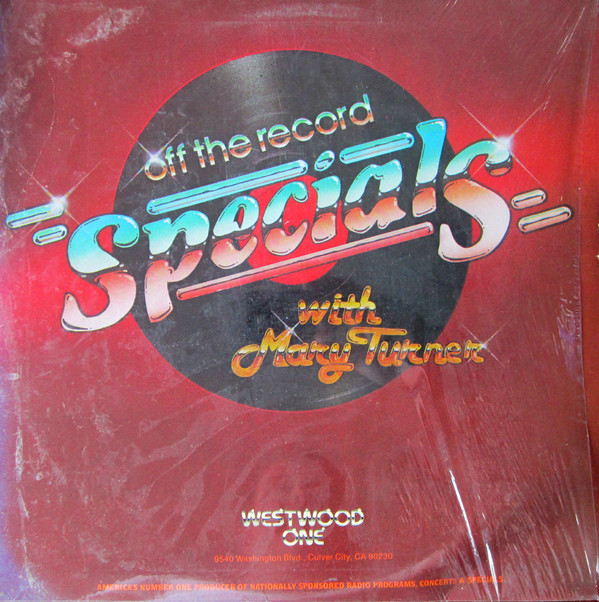 off the record
Specials
with
Mary Turner
WESTWOOD
ONE
9540 Washington Blvd., Culver City, CA 90230
AMERICA'S NUMBER ONE PRODUCER OF NATIONALLY SPONSORED RADIO PROGRAMS, CONCERTS & SPECIALS.